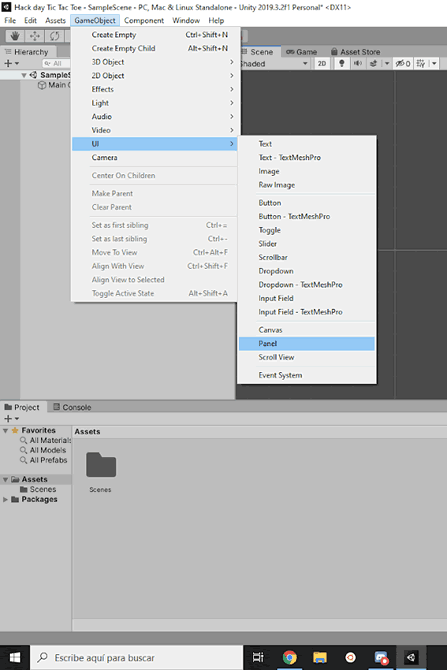 Hack day Tic Tac Toe - SampleScene - PC, Mac & Linux Standalone - Unity 2019.3.2f1 Personal* <DX11>
File Edit Assets GameObject Component Window Help
Hierarchy
All
SampleS
Main C
Create Empty Ctrl+Shift+N
Create Empty Child Alt+Shift+N
3D Object
2D Object
Effects
Light
Audio
Video
UI
Camera
Center On Children
Make Parent
Clear Parent
Set as first sibling Ctrl+=
Set as last sibling Ctrl+-
Move To View Ctrl+Alt+F
Align With View Ctrl+Shift+F
Align View to Selected
Toggle Active State Alt+Shift+A
Scene Game Asset Store
Shaded 2D 0
Text
Text - TextMeshPro
Image
Raw Image
Button
Button - TextMeshPro
Toggle
Slider
Scrollbar
Dropdown
Dropdown - TextMeshPro
Input Field
Input Field - TextMeshPro
Canvas
Panel
Scroll View
Event System
Project Console
Favorites
All Materials
All Models
All Prefabs
Assets
Scenes
Packages
Assets
Scenes
Escribe aquí para buscar